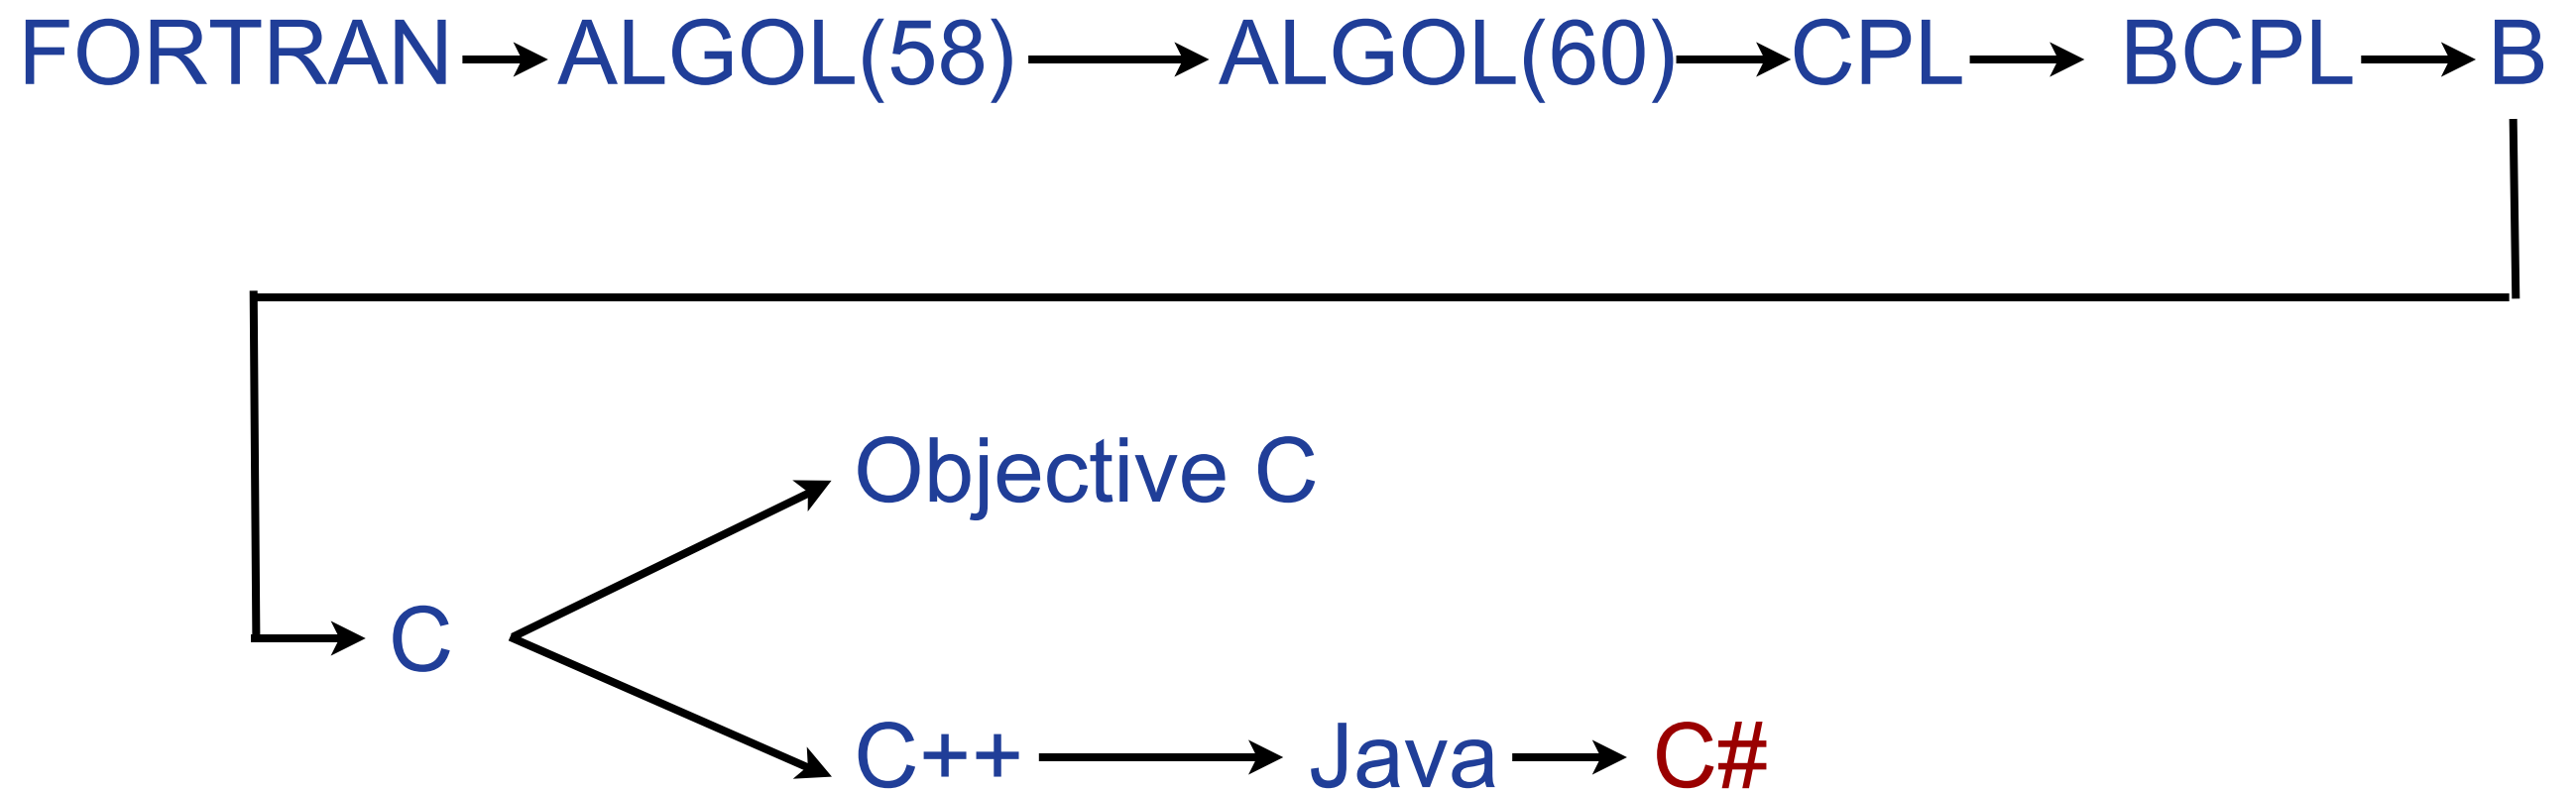 FORTRAN ALGOL(58) ALGOL(60) CPL BCPL B
Objective C
C
C++ Java C#